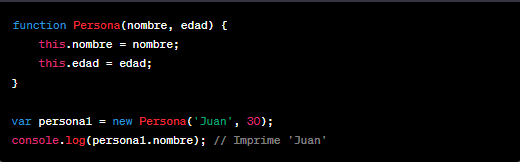 function Persona(nombre, edad) {
    this.nombre = nombre;
    this.edad = edad;
}

var persona1 = new Persona('Juan', 30);
console.log(persona1.nombre); // Imprime 'Juan'